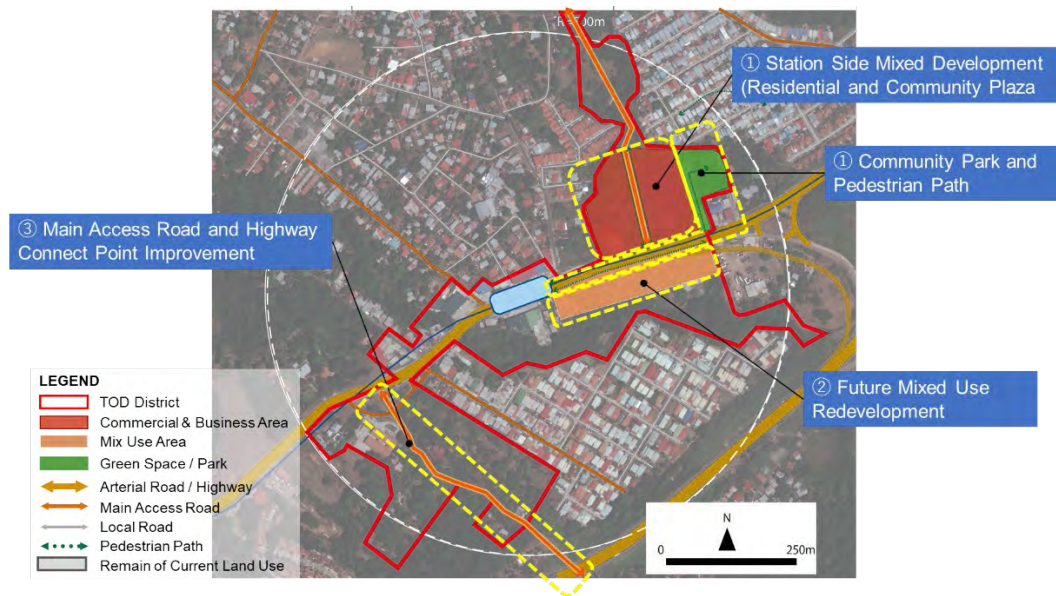 R=500m
① Station Side Mixed Development
(Residential and Community Plaza
① Community Park and
Pedestrian Path
③ Main Access Road and Highway
Connect Point Improvement
② Future Mixed Use
Redevelopment
LEGEND
TOD District
Commercial & Business Area
Mix Use Area
Green Space / Park
Arterial Road / Highway
Main Access Road
Local Road
Pedestrian Path
Remain of Current Land Use
N
0 250m